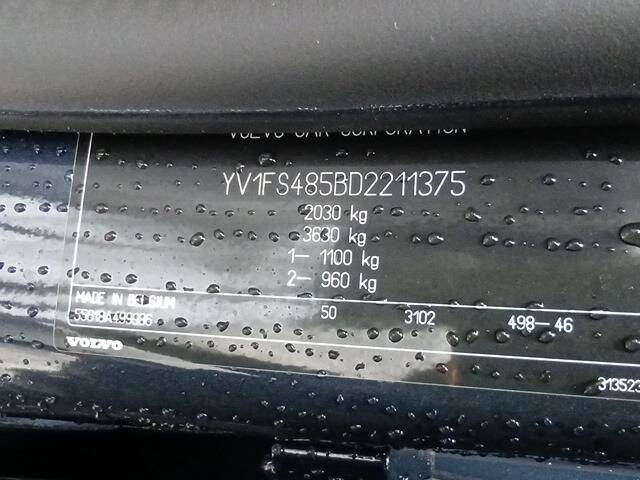 VOLVO CAR CORPORATION
YV1FS485BD2211375
2030 kg
3630 kg
1- 1100 kg
2- 960 kg
MADE IN BELGIUM
55618A499986 50 3102 498-46
VOLVO
313523